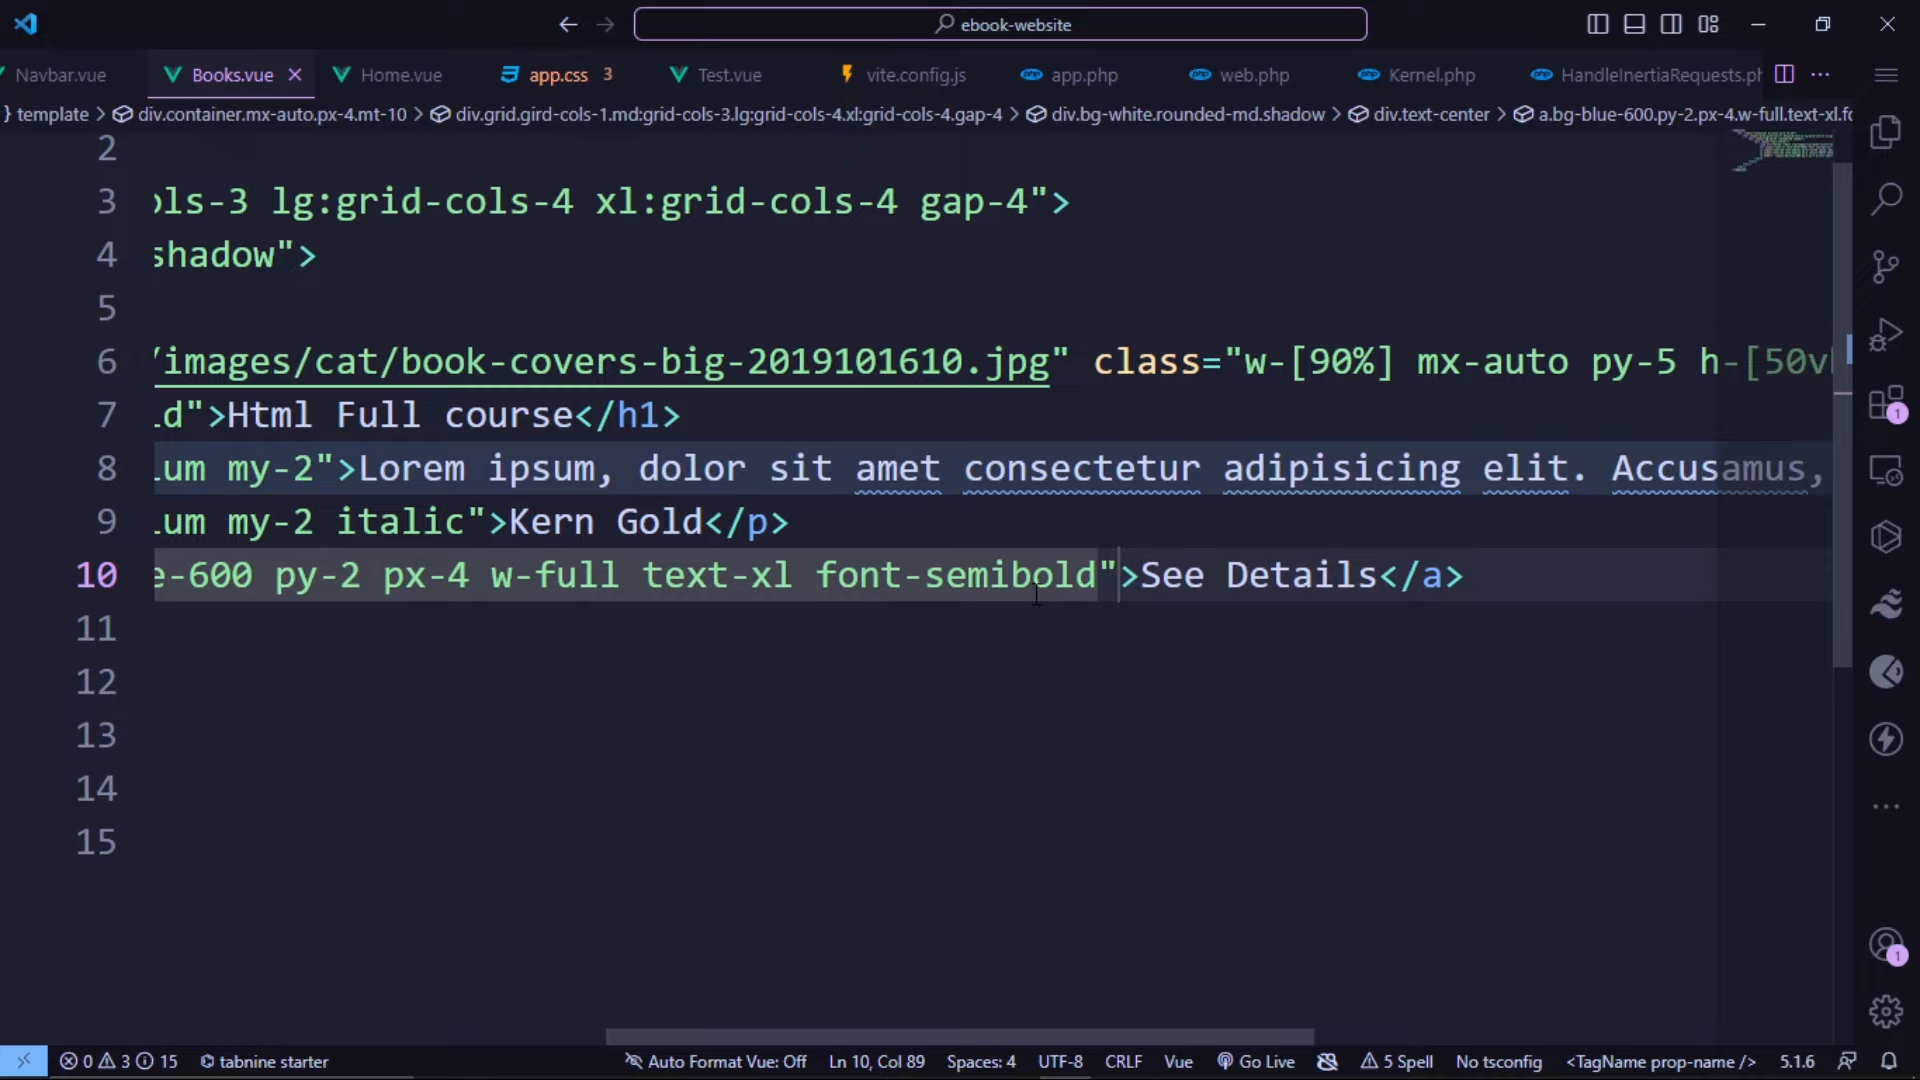 ebook-website
Navbar.vue Books.vue Home.vue app.css 3 Test.vue vite.config.js app.php web.php Kernel.php HandleInertiaRequests.ph
} template > div.container.mx-auto.px-4.mt-10 > div.grid.gird-cols-1.md:grid-cols-3.lg:grid-cols-4.xl:grid-cols-4.gap-4 > div.bg-white.rounded-md.shadow > div.text-center > a.bg-blue-600.py-2.px-4.w-full.text-xl.fc
2
3 ols-3 lg:grid-cols-4 xl:grid-cols-4 gap-4">
4 shadow">
5
6 /images/cat/book-covers-big-2019101610.jpg" class="w-[90%] mx-auto py-5 h-[50v
7 ld">Html Full course</h1>
8 ium my-2">Lorem ipsum, dolor sit amet consectetur adipisicing elit. Accusamus,
9 ium my-2 italic">Kern Gold</p>
10 e-600 py-2 px-4 w-full text-xl font-semibold">See Details</a>
11
12
13
14
15
1
1
0 3 15 tabnine starter Auto Format Vue: Off Ln 10, Col 89 Spaces: 4 UTF-8 CRLF Vue Go Live 5 Spell No tsconfig <TagName prop-name /> 5.1.6